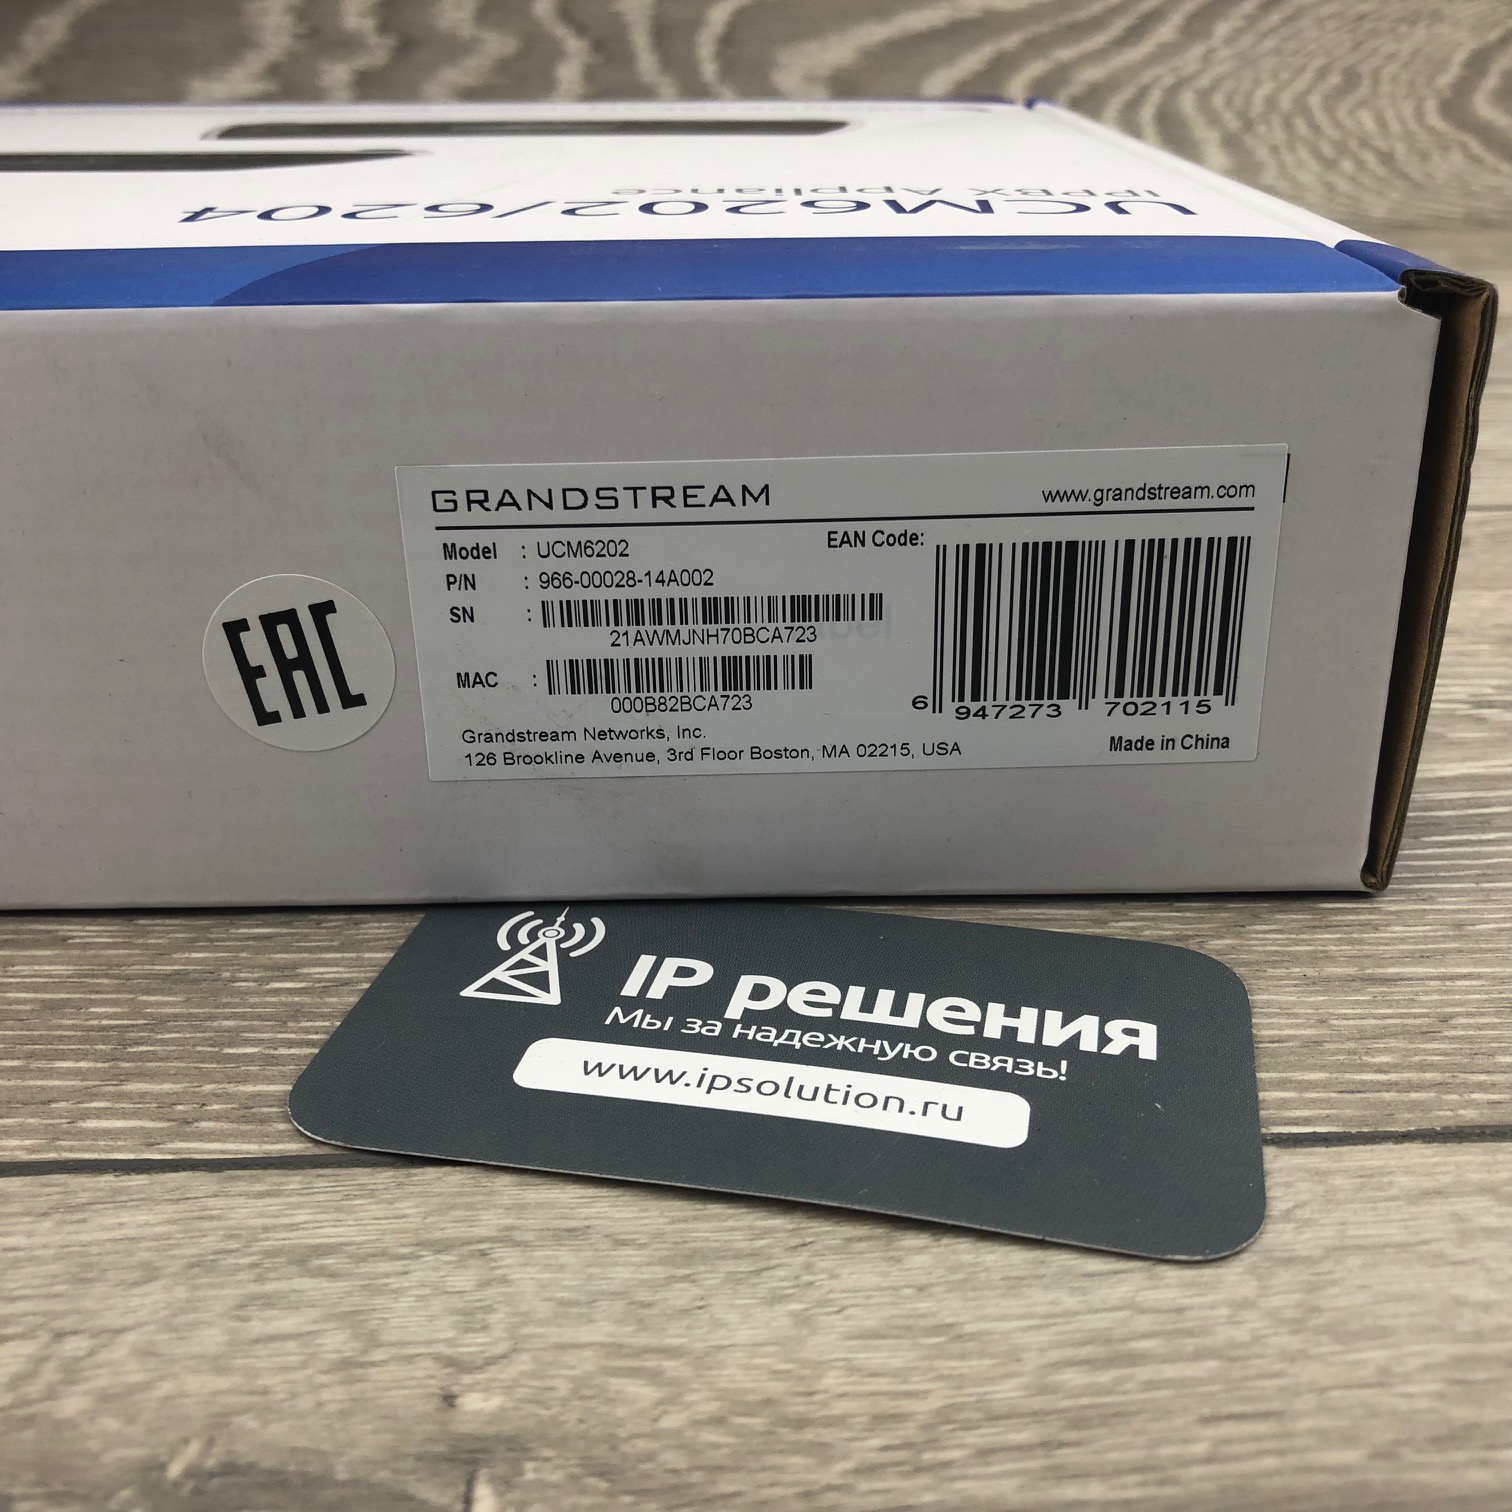 IPPBX Appliance
UCM6202/6204
GRANDSTREAM
www.grandstream.com
Model : UCM6202
EAN Code:
P/N : 966-00028-14A002
SN :
21AWMJNH70BCA723
MAC :
000B82BCA723
6 947273 702115
Grandstream Networks, Inc.
126 Brookline Avenue, 3rd Floor Boston, MA 02215, USA
Made in China
EAC
IP решения
Мы за надежную связь!
www.ipsolution.ru